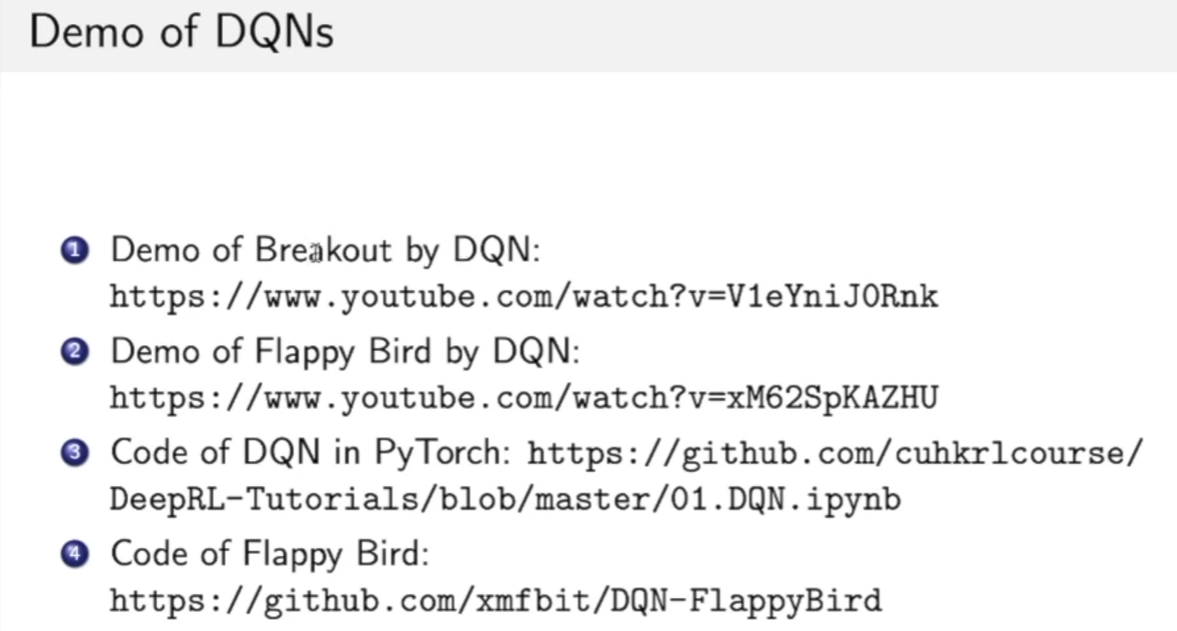 Demo of DQNs
1 Demo of Breakout by DQN:
https://www.youtube.com/watch?v=V1eYniJ0Rnk
2 Demo of Flappy Bird by DQN:
https://www.youtube.com/watch?v=xM62SpKAZHU
3 Code of DQN in PyTorch: https://github.com/cuhkrlcourse/
DeepRL-Tutorials/blob/master/01.DQN.ipynb
4 Code of Flappy Bird:
https://github.com/xmfbit/DQN-FlappyBird